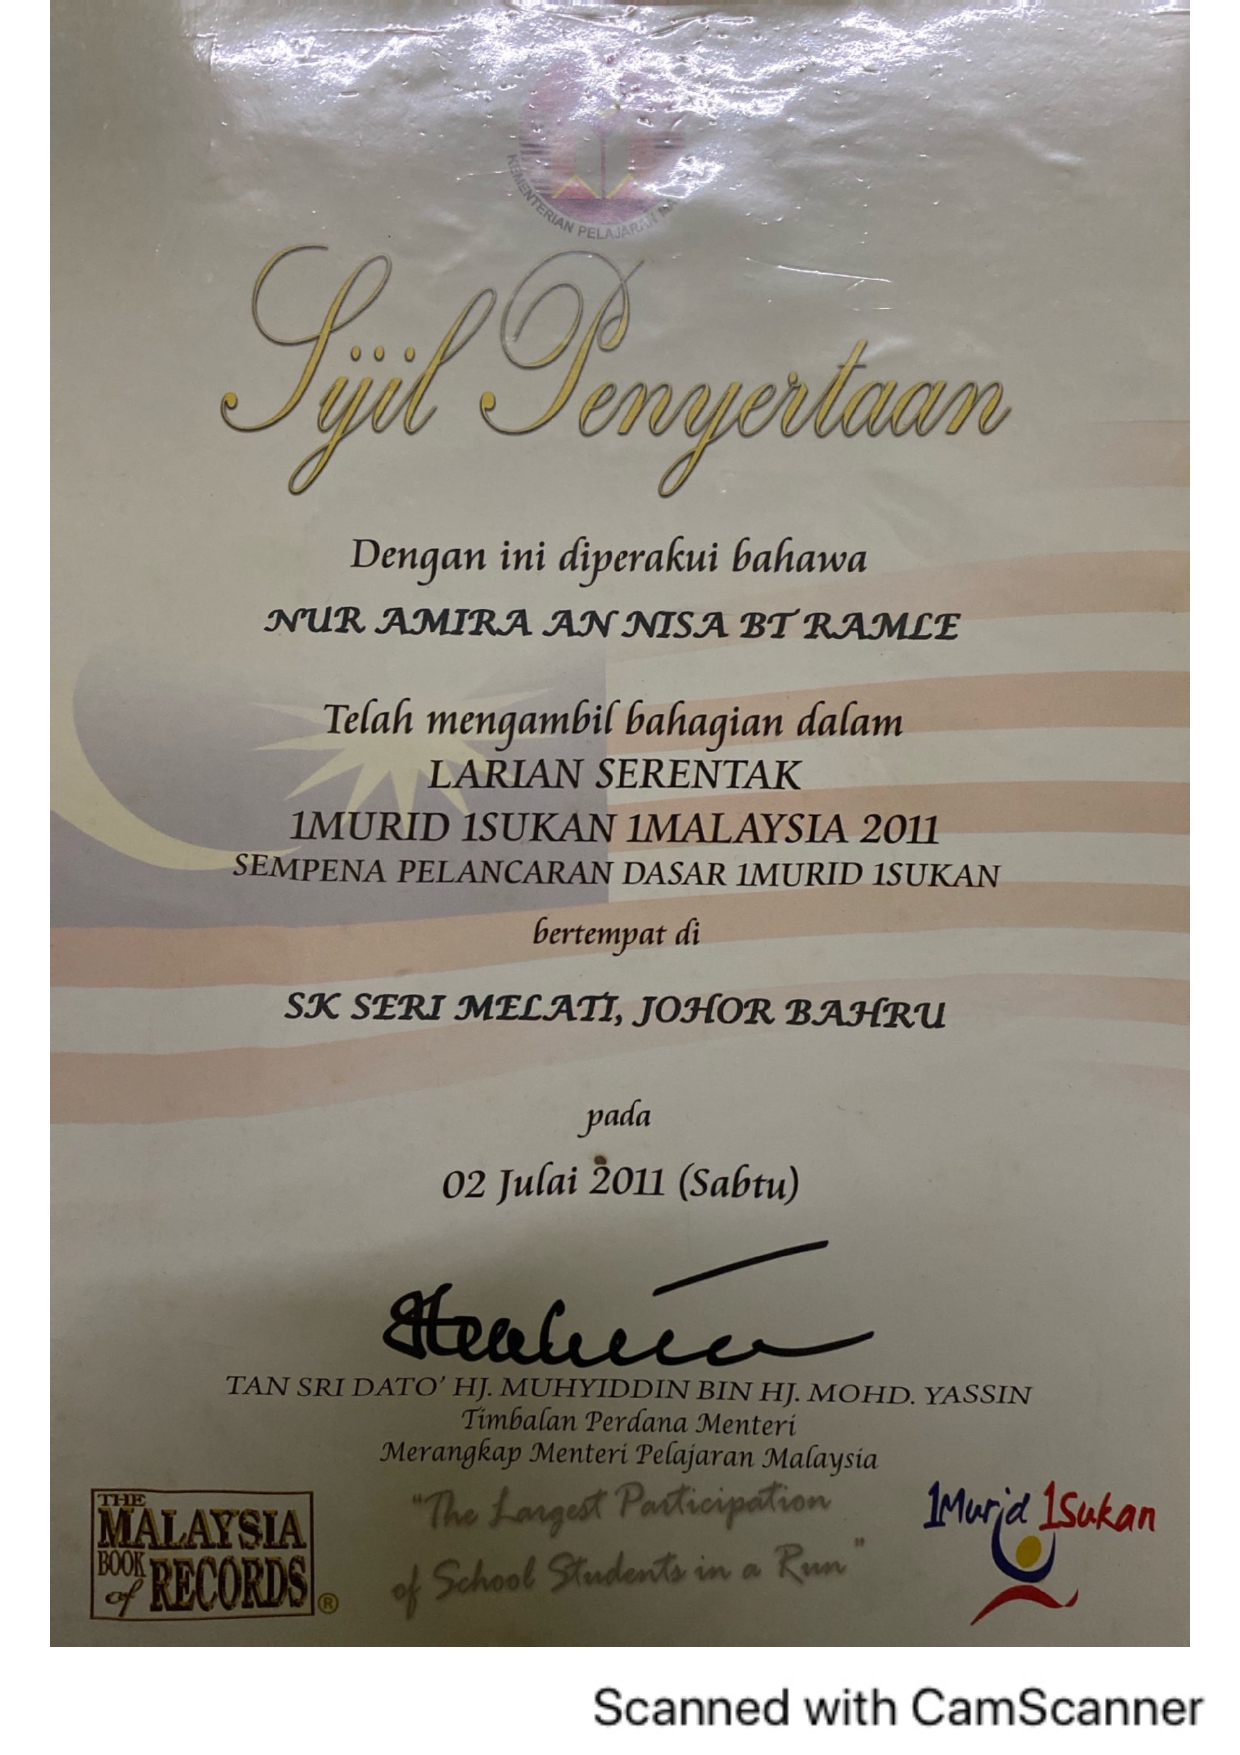 KEMENTERIAN PELAJARAN
Sijil Penyertaan
Dengan ini diperakui bahawa
NUR AMIRA AN NISA BT RAMLE
Telah mengambil bahagian dalam
LARIAN SERENTAK
1MURID 1SUKAN 1MALAYSIA 2011
SEMPENA PELANCARAN DASAR 1MURID 1SUKAN
bertempat di
SK SERI MELATI, JOHOR BAHRU
pada
02 Julai 2011 (Sabtu)
TAN SRI DATO' HJ. MUHYIDDIN BIN HJ. MOHD. YASSIN
Timbalan Perdana Menteri
Merangkap Menteri Pelajaran Malaysia
THE
MALAYSIA
BOOK
of RECORDS ®
"The Largest Participation
of School Students in a Run"
1Murid 1Sukan
Scanned with CamScanner